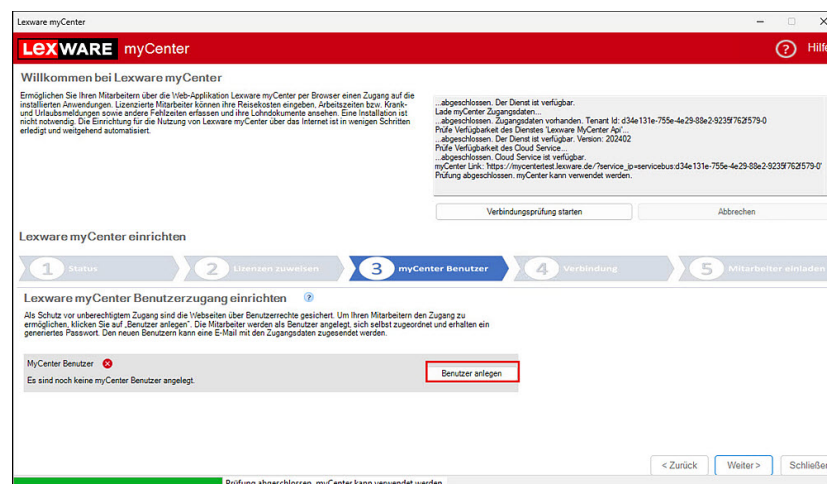 Lexware myCenter
LEXWARE myCenter
? Hilfe
Willkommen bei Lexware myCenter
Ermöglichen Sie Ihren Mitarbeitern über die Web-Applikation Lexware myCenter per Browser einen Zugang auf die
installierten Anwendungen. Lizenzierte Mitarbeiter können ihre Reisekosten eingeben, Arbeitszeiten bzw. Krank-
und Urlaubsmeldungen sowie andere Fehlzeiten erfassen und ihre Lohndokumente ansehen. Eine Installation ist
nicht notwendig. Die Einrichtung für die Nutzung von Lexware myCenter über das Internet ist in wenigen Schritten
erledigt und weitgehend automatisiert.
...abgeschlossen. Der Dienst ist verfügbar.
Lade myCenter Zugangsdaten...
...abgeschlossen. Zugangsdaten vorhanden. Tenant Id: d34e131e-755e-4e29-88e2-9235f762f579-0
Prüfe Verfügbarkeit des Dienstes 'Lexware MyCenter Api'...
...abgeschlossen. Der Dienst ist verfügbar. Version: 202402
Prüfe Verfügbarkeit des Cloud Service...
...abgeschlossen. Cloud Service ist verfügbar.
myCenter Link: 'https://mycentertest.lexware.de/?service_ip=servicebus:d34e131e-755e-4e29-88e2-9235f762f579-0'
Prüfung abgeschlossen. myCenter kann verwendet werden.
Verbindungsprüfung starten
Abbrechen
Lexware myCenter einrichten
1 Status
2 Lizenzen zuweisen
3 myCenter Benutzer
4 Verbindung
5 Mitarbeiter einladen
Lexware myCenter Benutzerzugang einrichten ?
Als Schutz vor unberechtigtem Zugang sind die Webseiten über Benutzerrechte gesichert. Um Ihren Mitarbeitern den Zugang zu
ermöglichen, klicken Sie auf „Benutzer anlegen“. Die Mitarbeiter werden als Benutzer angelegt, sich selbst zugeordnet und erhalten ein
generiertes Passwort. Den neuen Benutzern kann eine E-Mail mit den Zugangsdaten zugesendet werden.
MyCenter Benutzer
Es sind noch keine myCenter Benutzer angelegt.
Benutzer anlegen
< Zurück
Weiter >
Schließen
Prüfung abgeschlossen. myCenter kann verwendet werden.